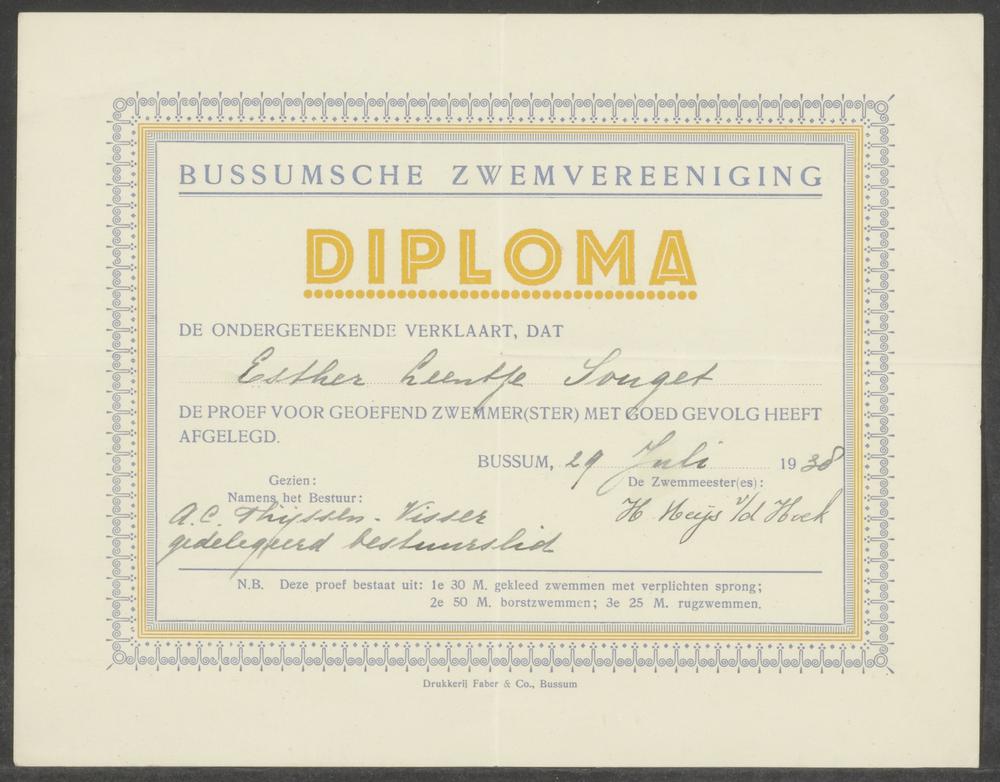 BUSSUMSCHE ZWEMVEREENIGING
DIPLOMA
DE ONDERGETEEKENDE VERKLAART, DAT
Esther Leentje Souget
DE PROEF VOOR GEOEFEND ZWEMMER(STER) MET GOED GEVOLG HEEFT
AFGELEGD.
BUSSUM, 29 Juli 1938
Gezien:
Namens het Bestuur:
A.C. Thijssen-Visser
gedelegeerd bestuurslid
De Zwemmeester(es):
H. Meijs v/d Hoek
N.B. Deze proef bestaat uit: 1e 30 M. gekleed zwemmen met verplichten sprong;
2e 50 M. borstzwemmen; 3e 25 M. rugzwemmen.
Drukkerij Faber & Co., Bussum